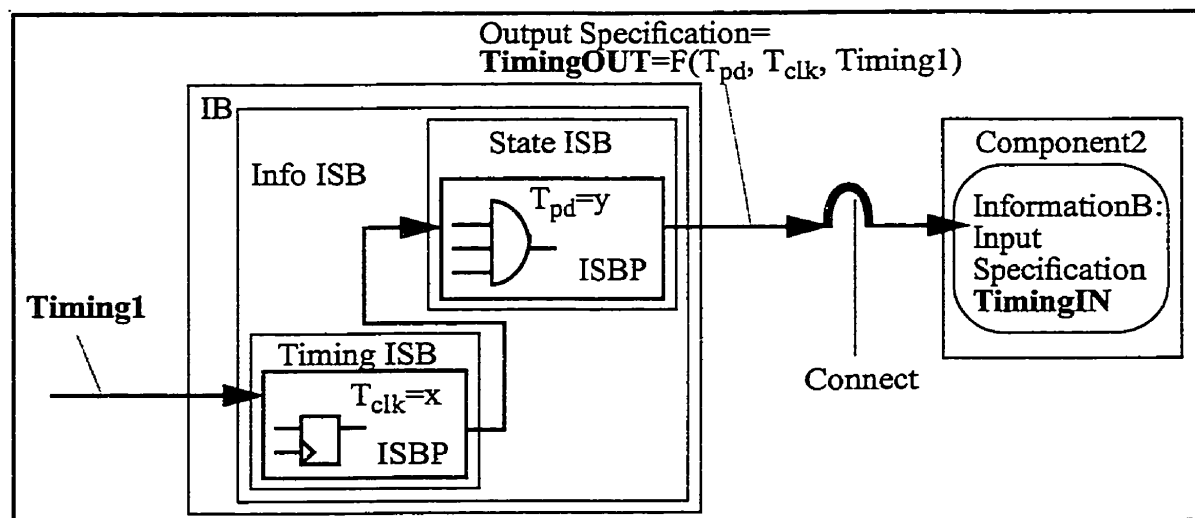 Output Specification=
TimingOUT=F(Tpd, Tclk, Timing1)
IB
State ISB
Info ISB
Tpd=y
ISBP
Component2
InformationB:
Input
Specification
TimingIN
Timing1
Timing ISB
Tclk=x
ISBP
Connect